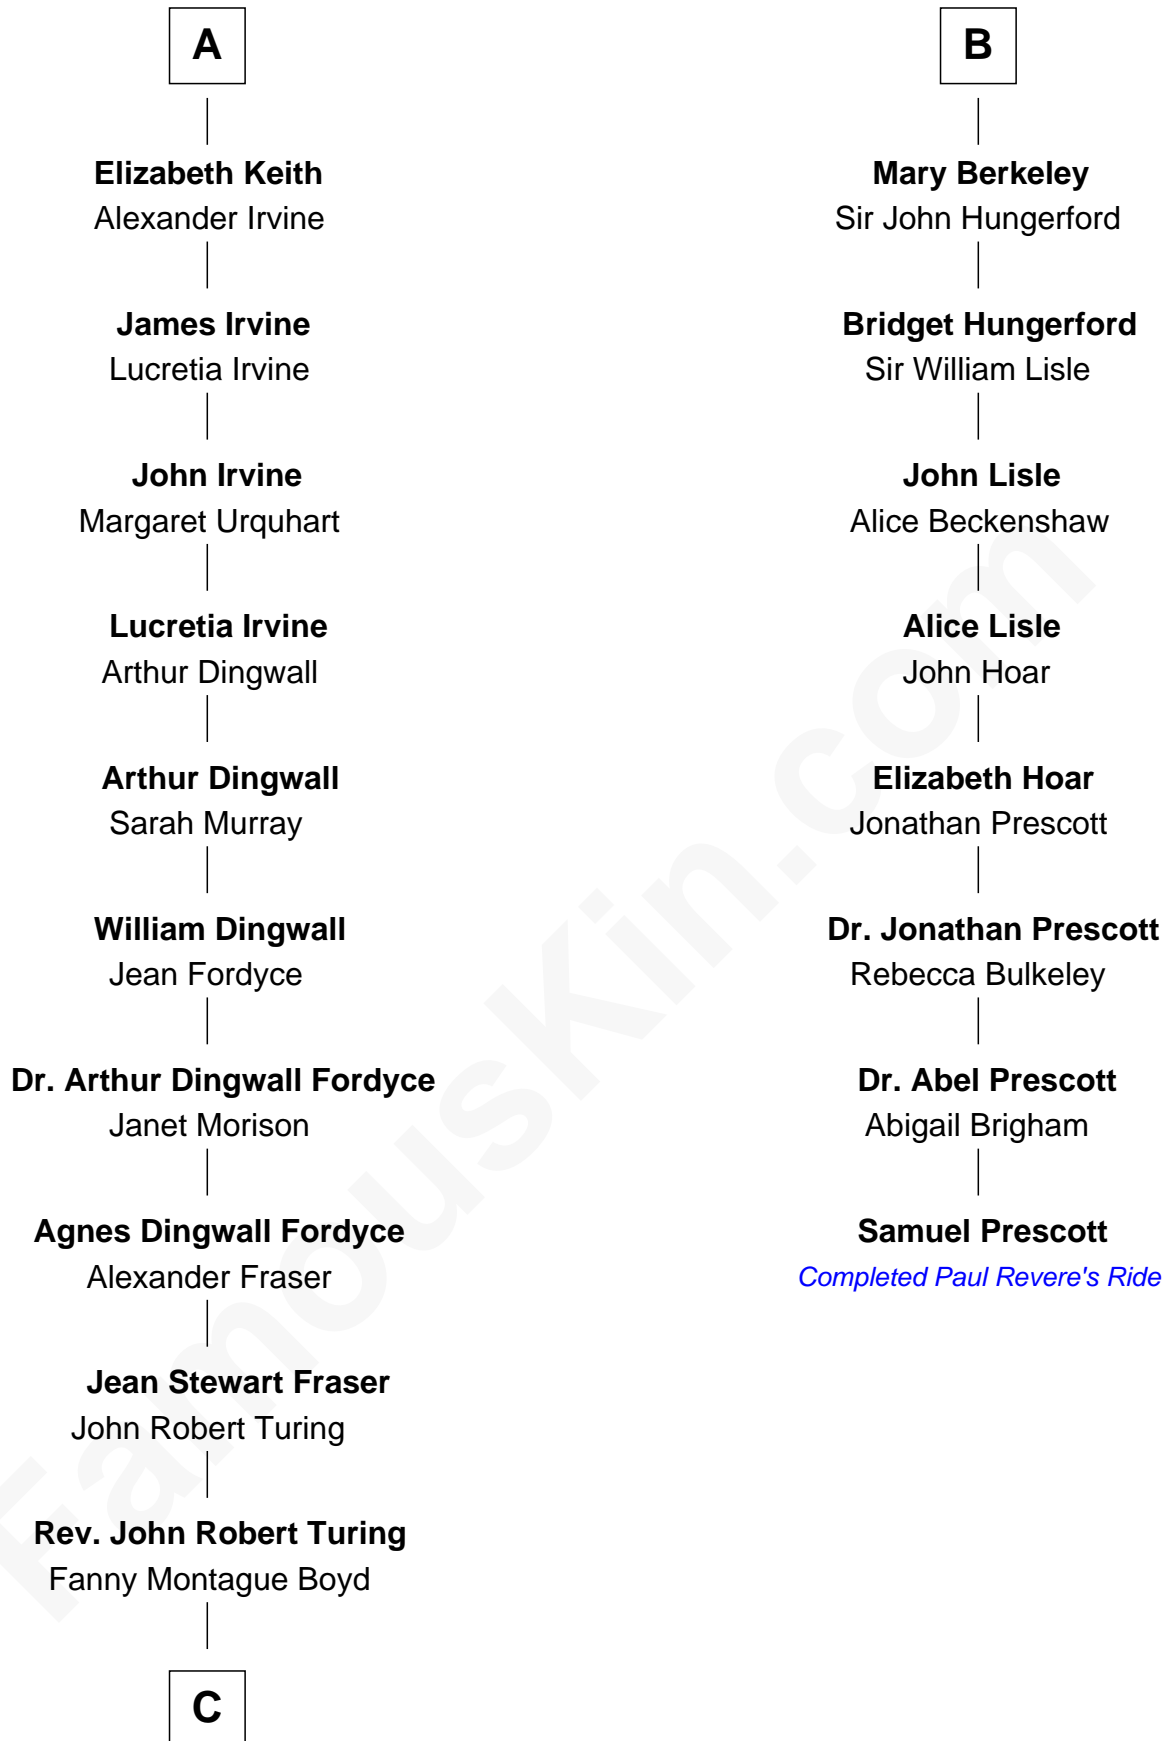 A
Elizabeth Keith
Alexander Irvine
James Irvine
Lucretia Irvine
John Irvine
Margaret Urquhart
Lucretia Irvine
Arthur Dingwall
Arthur Dingwall
Sarah Murray
William Dingwall
Jean Fordyce
Dr. Arthur Dingwall Fordyce
Janet Morison
Agnes Dingwall Fordyce
Alexander Fraser
Jean Stewart Fraser
John Robert Turing
Rev. John Robert Turing
Fanny Montague Boyd
C
B
Mary Berkeley
Sir John Hungerford
Bridget Hungerford
Sir William Lisle
John Lisle
Alice Beckenshaw
Alice Lisle
John Hoar
Elizabeth Hoar
Jonathan Prescott
Dr. Jonathan Prescott
Rebecca Bulkeley
Dr. Abel Prescott
Abigail Brigham
Samuel Prescott
Completed Paul Revere's Ride
FamousKin.com